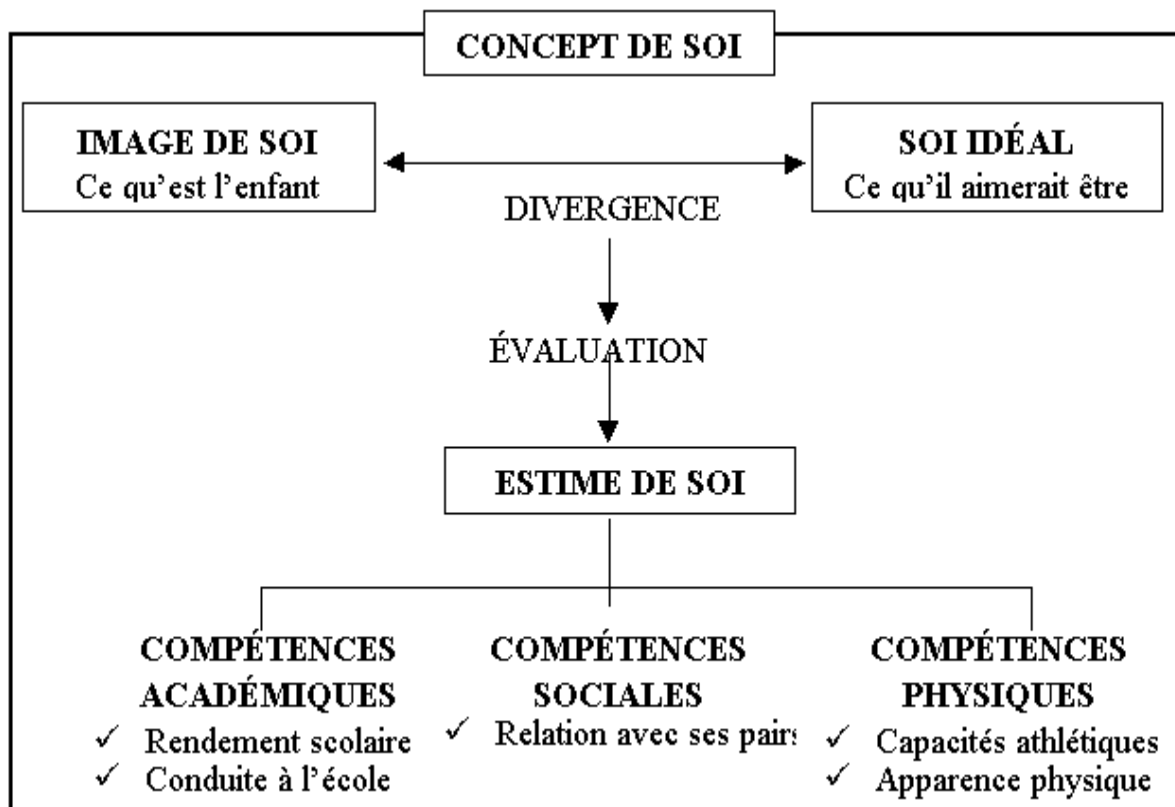 CONCEPT DE SOI
IMAGE DE SOI
Ce qu'est l'enfant
SOI IDÉAL
Ce qu'il aimerait être
DIVERGENCE
ÉVALUATION
ESTIME DE SOI
COMPÉTENCES
ACADÉMIQUES
✓ Rendement scolaire
✓ Conduite à l'école
COMPÉTENCES
SOCIALES
✓ Relation avec ses pairs
COMPÉTENCES
PHYSIQUES
✓ Capacités athlétiques
✓ Apparence physique